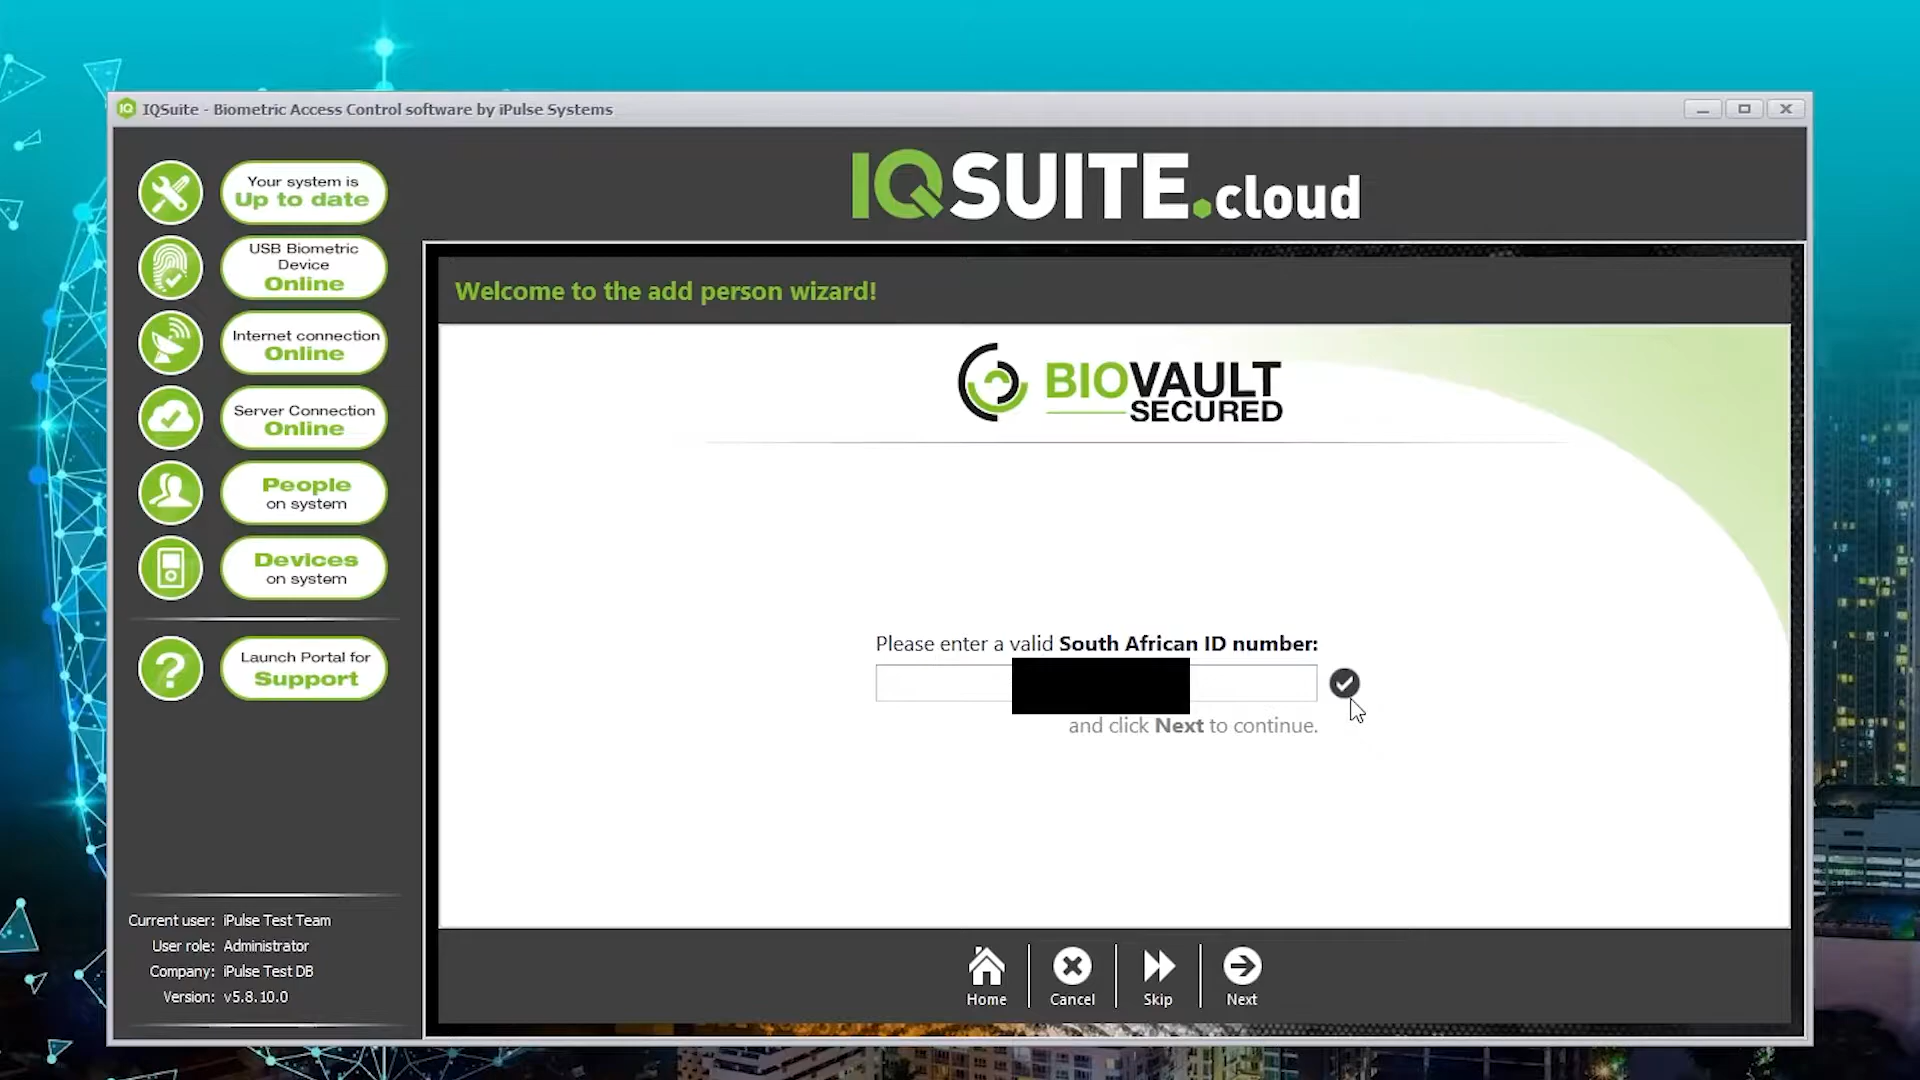 IQ IQSuite - Biometric Access Control software by iPulse Systems
IQSUITE.cloud
Your system is
Up to date
USB Biometric
Device
Online
Internet connection
Online
Server Connection
Online
People
on system
Devices
on system
?
Launch Portal for
Support
Welcome to the add person wizard!
BIOVAULT
SECURED
Please enter a valid South African ID number:
and click Next to continue.
Current user: iPulse Test Team
User role: Administrator
Company: iPulse Test DB
Version: v5.8.10.0
Home
Cancel
Skip
Next